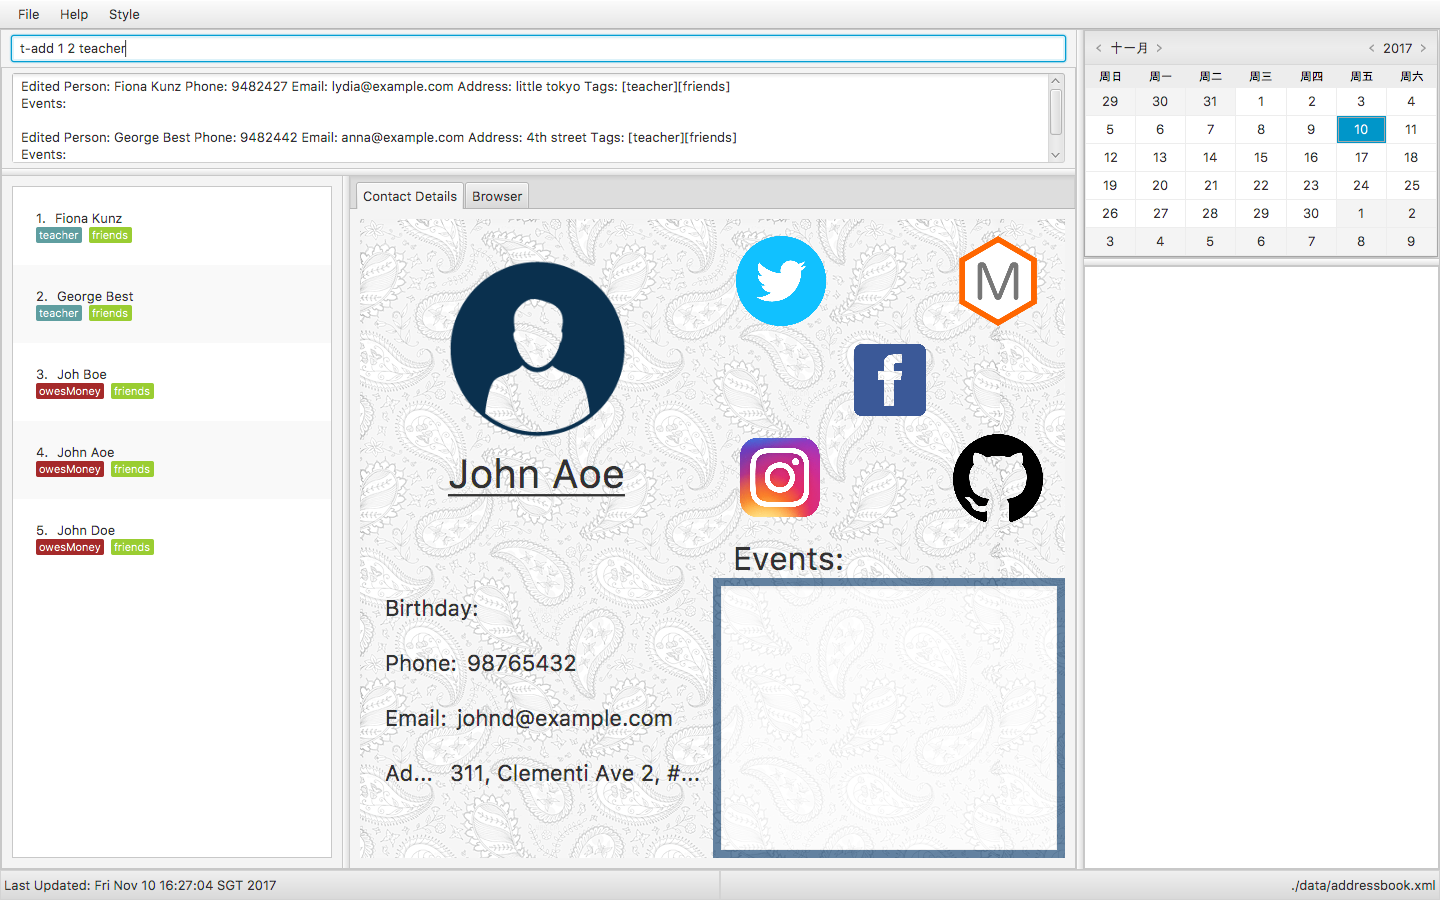 File Help Style
t-add 1 2 teacher
Edited Person: Fiona Kunz Phone: 9482427 Email: lydia@example.com Address: little tokyo Tags: [teacher][friends]
Events:
Edited Person: George Best Phone: 9482442 Email: anna@example.com Address: 4th street Tags: [teacher][friends]
Events:
1. Fiona Kunz
teacher friends
2. George Best
teacher friends
3. Joh Boe
owesMoney friends
4. John Aoe
owesMoney friends
5. John Doe
owesMoney friends
Contact Details Browser
M
John Aoe
Birthday:
Phone: 98765432
Email: johnd@example.com
Ad... 311, Clementi Ave 2, #...
Events:
< 十一月 > < 2017 >
周日 周一 周二 周三 周四 周五 周六
29 30 31 1 2 3 4
5 6 7 8 9 10 11
12 13 14 15 16 17 18
19 20 21 22 23 24 25
26 27 28 29 30 1 2
3 4 5 6 7 8 9
Last Updated: Fri Nov 10 16:27:04 SGT 2017
./data/addressbook.xml